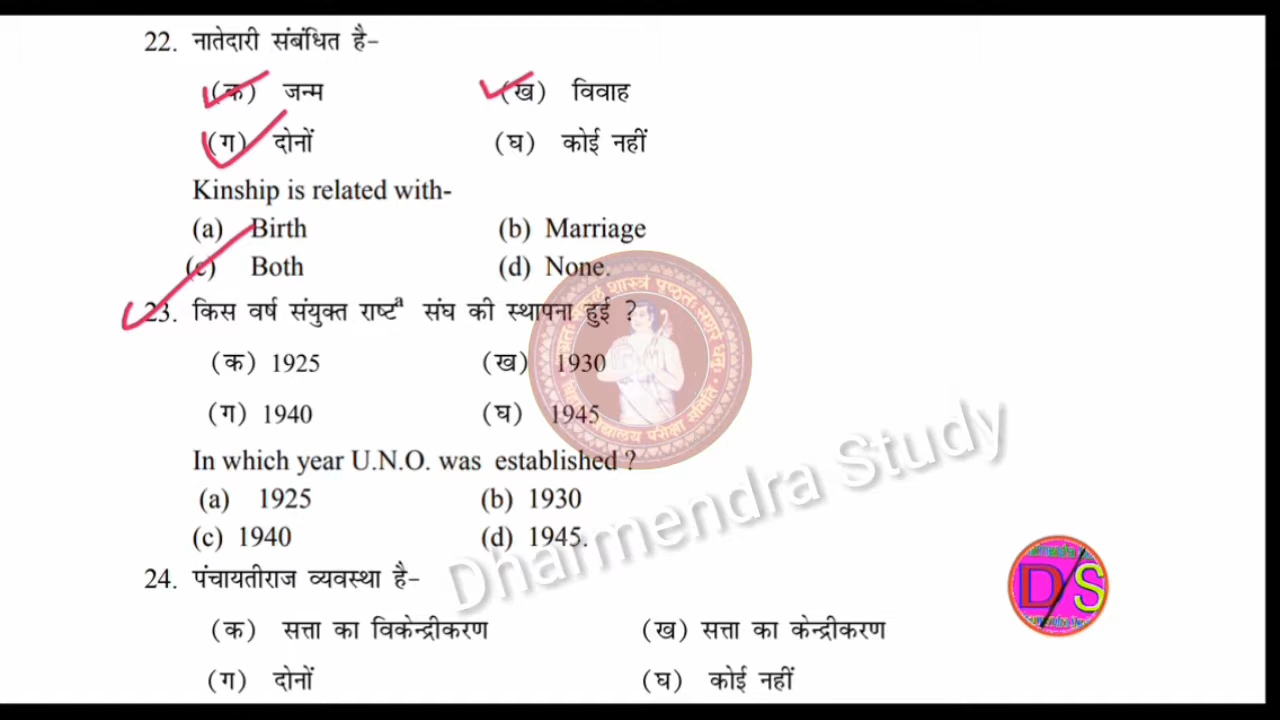 22. नातेदारी संबंधित है-
(क) जन्म (ख) विवाह
(ग) दोनों (घ) कोई नहीं
Kinship is related with-
(a) Birth (b) Marriage
(c) Both (d) None.
23. किस वर्ष संयुक्त राष्टª संघ की स्थापना हुई ?
(क) 1925 (ख) 1930
(ग) 1940 (घ) 1945
In which year U.N.O. was established ?
(a) 1925 (b) 1930
(c) 1940 (d) 1945.
24. पंचायतीराज व्यवस्था है-
(क) सत्ता का विकेन्द्रीकरण (ख) सत्ता का केन्द्रीकरण
(ग) दोनों (घ) कोई नहीं
Dharmendra Study
D/S